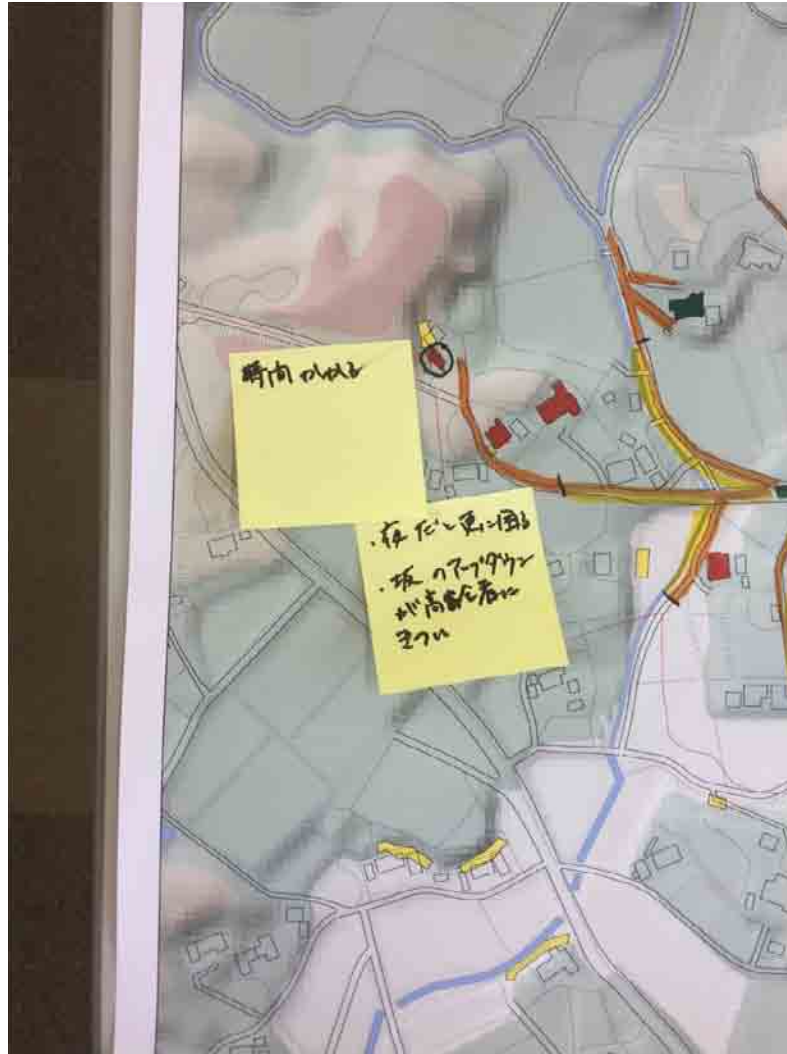 時間かかる
・夜だと更に困る
・坂のアップダウン
が高齢者に
きつい